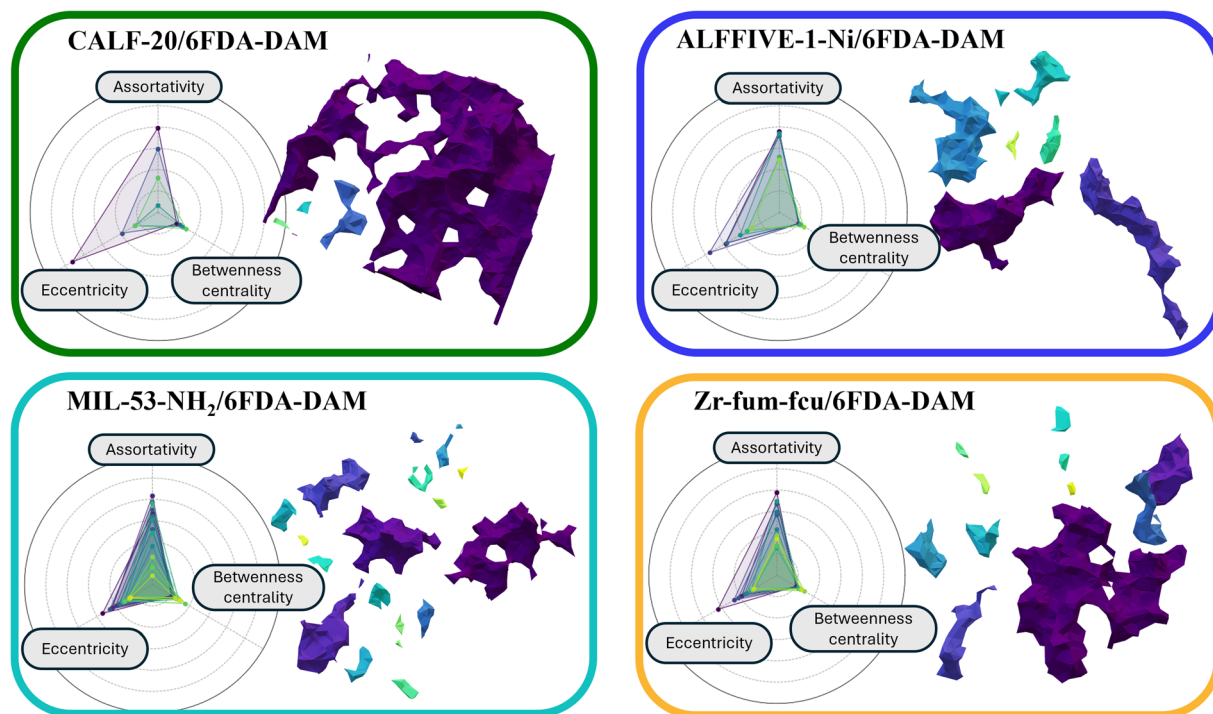 CALF-20/6FDA-DAM
Assortativity
Eccentricity
Betwenness
centrality
ALFFIVE-1-Ni/6FDA-DAM
Assortativity
Betwenness
centrality
Eccentricity
MIL-53-NH₂/6FDA-DAM
Assortativity
Betwenness
centrality
Eccentricity
Zr-fum-fcu/6FDA-DAM
Assortativity
Eccentricity
Betweenness
centrality